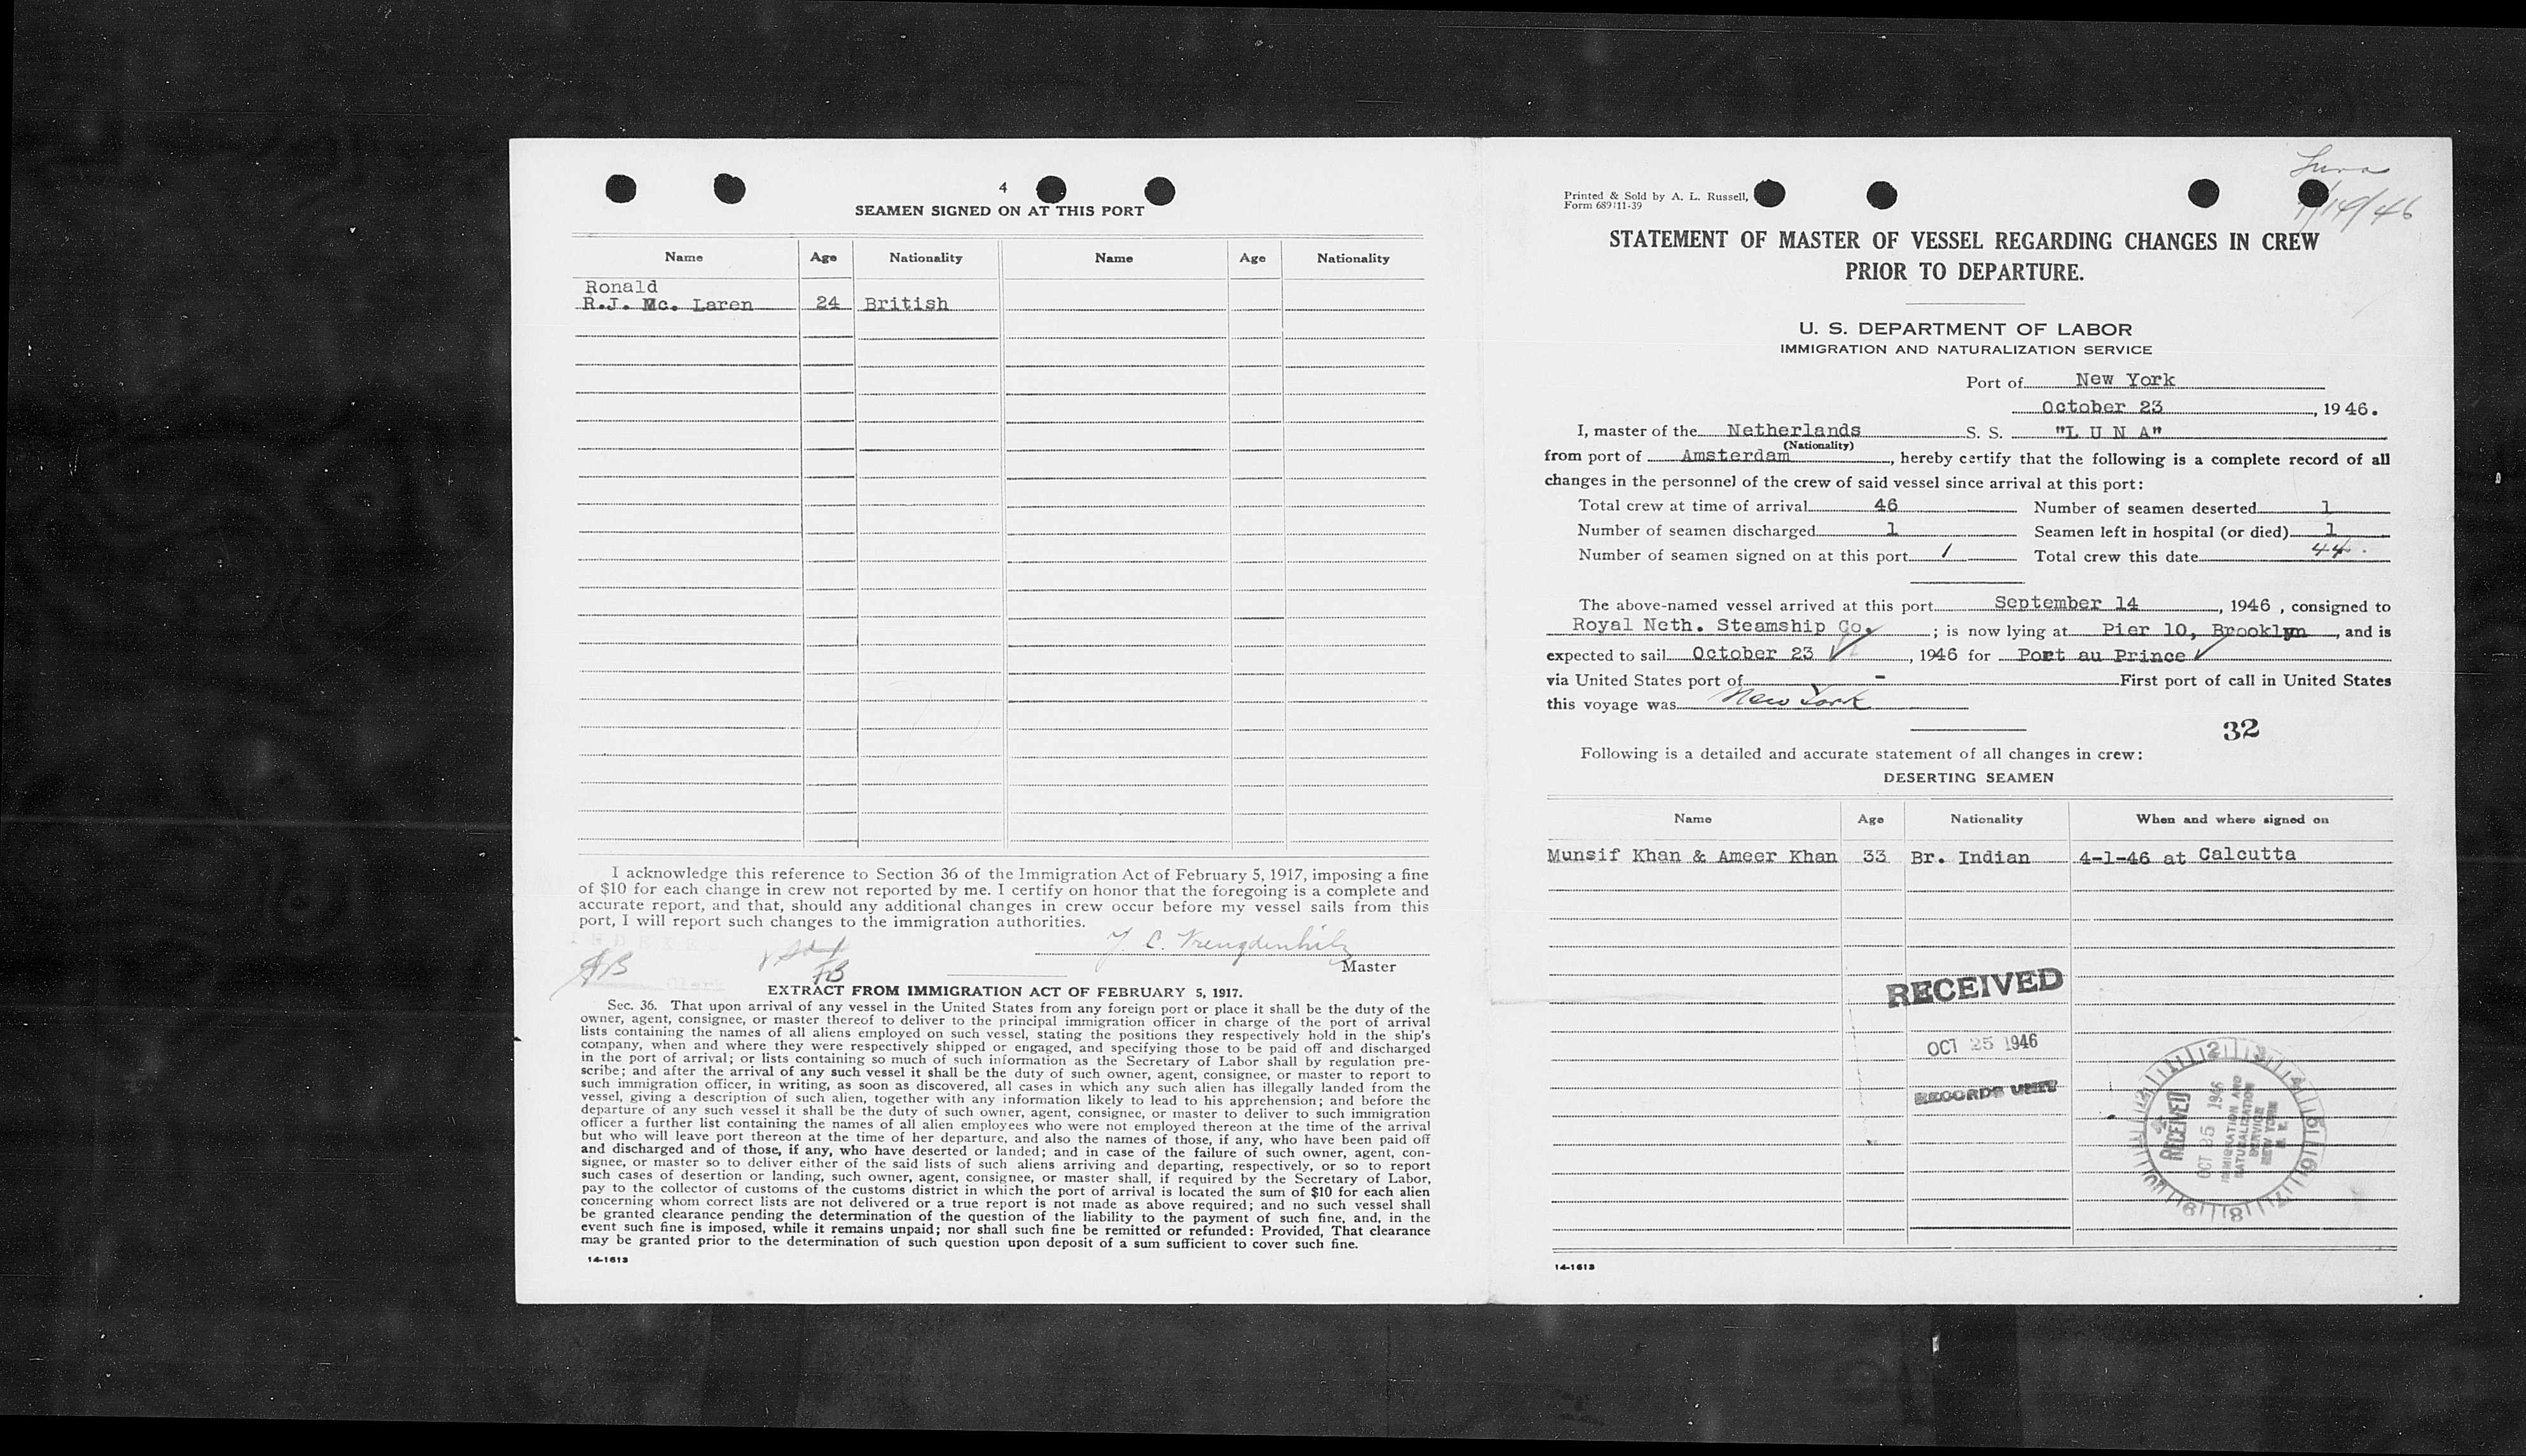 4
SEAMEN SIGNED ON AT THIS PORT
Name Age Nationality Name Age Nationality
Ronald
R.J. Mc. Laren 24 British
I acknowledge this reference to Section 36 of the Immigration Act of February 5, 1917, imposing a fine
of $10 for each change in crew not reported by me. I certify on honor that the foregoing is a complete and
accurate report, and that, should any additional changes in crew occur before my vessel sails from this
port, I will report such changes to the immigration authorities.
Master
EXTRACT FROM IMMIGRATION ACT OF FEBRUARY 5, 1917.
Sec. 36. That upon arrival of any vessel in the United States from any foreign port or place it shall be the duty of the
owner, agent, consignee, or master thereof to deliver to the principal immigration officer in charge of the port of arrival
lists containing the names of all aliens employed on such vessel, stating the positions they respectively hold in the ship's
company, when and where they were respectively shipped or engaged, and specifying those to be paid off and discharged
in the port of arrival; or lists containing so much of such information as the Secretary of Labor shall by regulation pre-
scribe; and after the arrival of any such vessel it shall be the duty of such owner, agent, consignee, or master to report to
such immigration officer, in writing, as soon as discovered, all cases in which any such alien has illegally landed from the
vessel, giving a description of such alien, together with any information likely to lead to his apprehension; and before the
departure of any such vessel it shall be the duty of such owner, agent, consignee, or master to deliver to such immigration
officer a further list containing the names of all alien employees who were not employed thereon at the time of the arrival
but who will leave port thereon at the time of her departure, and also the names of those, if any, who have been paid off
and discharged and of those, if any, who have deserted or landed; and in case of the failure of such owner, agent, con-
signee, or master so to deliver either of the said lists of such aliens arriving and departing, respectively, or so to report
such cases of desertion or landing, such owner, agent, consignee, or master shall, if required by the Secretary of Labor,
pay to the collector of customs of the customs district in which the port of arrival is located the sum of $10 for each alien
concerning whom correct lists are not delivered or a true report is not made as above required; and no such vessel shall
be granted clearance pending the determination of the question of the liability to the payment of such fine, and, in the
event such fine is imposed, while it remains unpaid; nor shall such fine be remitted or refunded: Provided, That clearance
may be granted prior to the determination of such question upon deposit of a sum sufficient to cover such fine.
14-1613
Luna
Printed & Sold by A. L. Russell,
Form 689 11-39
STATEMENT OF MASTER OF VESSEL REGARDING CHANGES IN CREW
PRIOR TO DEPARTURE.
U. S. DEPARTMENT OF LABOR
IMMIGRATION AND NATURALIZATION SERVICE
Port of New York
October 23, 1946.
I, master of the Netherlands S. S. "L U N A"
(Nationality)
from port of Amsterdam, hereby certify that the following is a complete record of all
changes in the personnel of the crew of said vessel since arrival at this port:
Total crew at time of arrival 46 Number of seamen deserted 1
Number of seamen discharged 1 Seamen left in hospital (or died) 1
Number of seamen signed on at this port 1 Total crew this date 44.
The above-named vessel arrived at this port September 14, 1946, consigned to
Royal Neth. Steamship Co.; is now lying at Pier 10, Brooklyn, and is
expected to sail October 23, 1946 for Port au Prince
via United States port of - First port of call in United States
this voyage was New York
32
Following is a detailed and accurate statement of all changes in crew:
DESERTING SEAMEN
Name Age Nationality When and where signed on
Munsif Khan & Ameer Khan 33 Br. Indian 4-1-46 at Calcutta
RECEIVED
OCT 25 1946
RECORDS UNIT
RECEIVED
OCT 25 1946
IMMIGRATION AND
NATURALIZATION
SERVICE
NEW YORK
N. Y.
14-1613